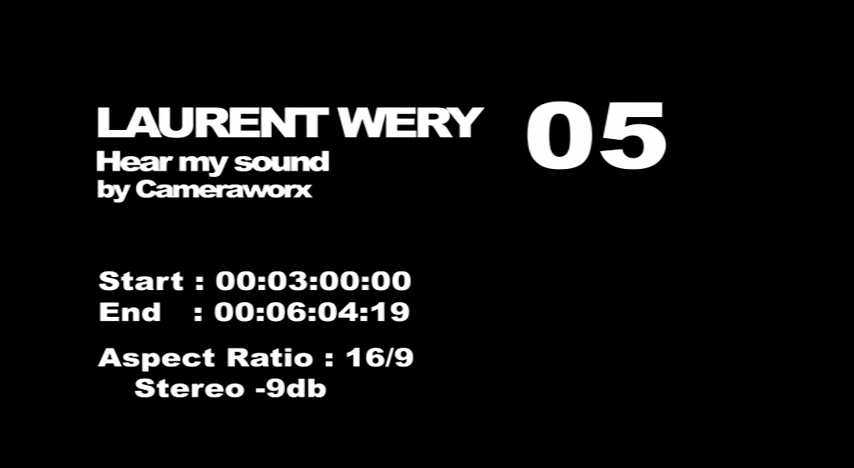 LAURENT WERY
05
Hear my sound
by Cameraworx
Start : 00:03:00:00
End : 00:06:04:19
Aspect Ratio : 16/9
Stereo -9db